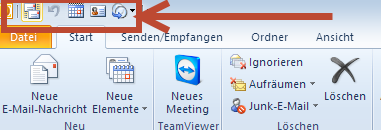 Datei Start Senden/Empfangen Ordner Ansicht
Neue
E-Mail-Nachricht
Neue
Elemente
Neu
Neues
Meeting
TeamViewer
Ignorieren
Aufräumen
Junk-E-Mail
Löschen
Löschen